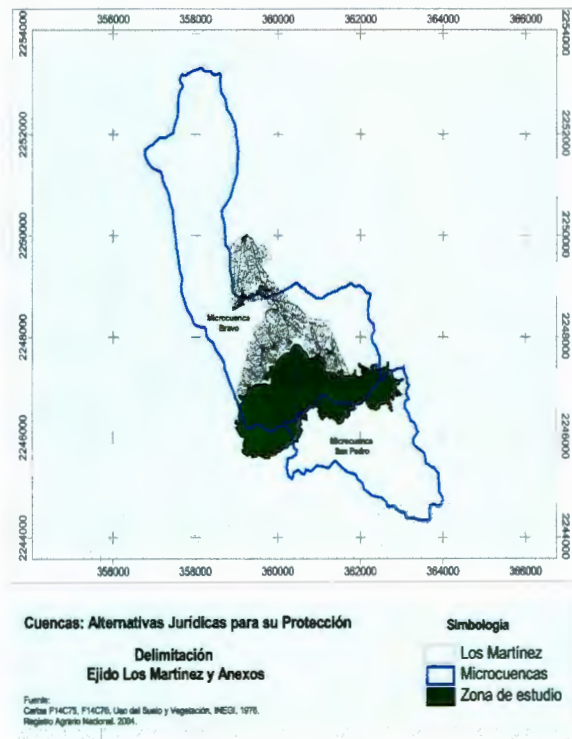 356000 358000 360000 362000 364000 366000
2254000 2254000
2252000 2252000
2250000 2250000
Microcuenca
Bravo
2248000 2248000
2246000 2246000
Microcuenca
San Pedro
2244000 2244000
356000 358000 360000 362000 364000 366000
Cuencas: Alternativas Jurídicas para su Protección
Delimitación
Ejido Los Martínez y Anexos
Fuente:
Cartas F14C75, F14C76, Uso del Suelo y Vegetación, INEGI, 1976.
Registro Agrario Nacional. 2004.
Simbología
Los Martínez
Microcuencas
Zona de estudio